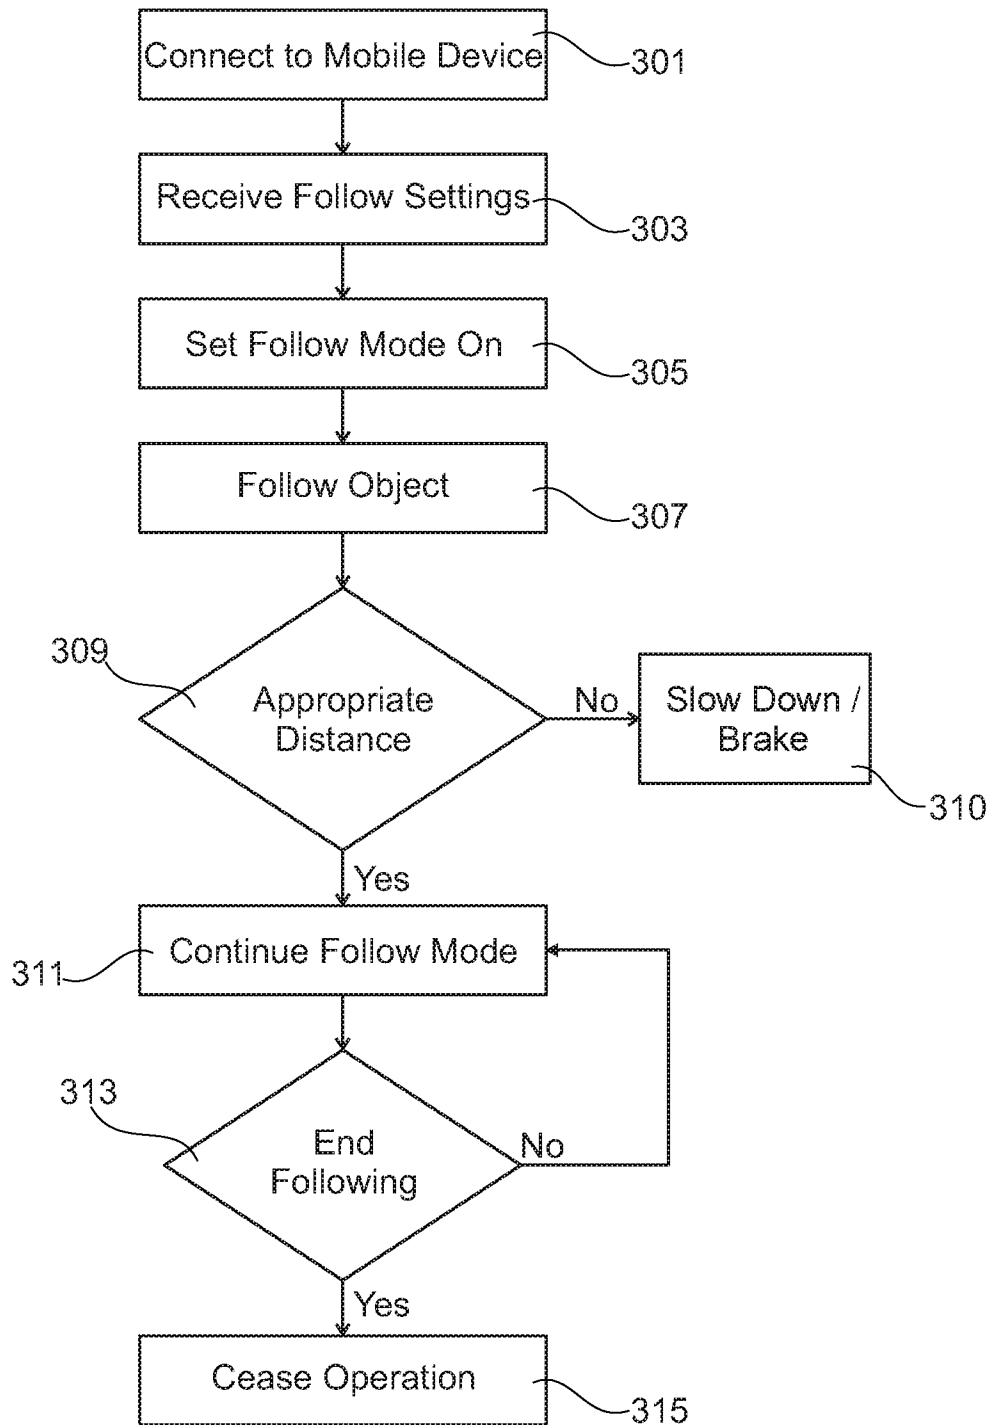 Connect to Mobile Device
301
Receive Follow Settings
303
Set Follow Mode On
305
Follow Object
307
309
Appropriate
Distance
No
Slow Down /
Brake
310
Yes
Continue Follow Mode
311
313
End
Following
No
Yes
Cease Operation
315